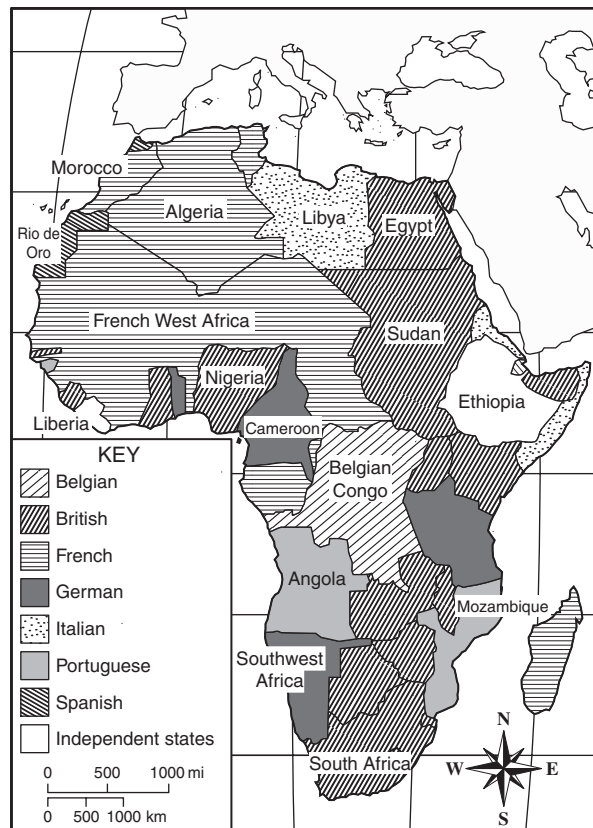 Morocco
Algeria
Libya
Egypt
Rio de
Oro
French West Africa
Sudan
Nigeria
Ethiopia
Liberia
Cameroon
Belgian
Congo
Angola
Mozambique
Southwest
Africa
South Africa
KEY
Belgian
British
French
German
Italian
Portuguese
Spanish
Independent states
0 500 1000 mi
0 500 1000 km
N
W E
S